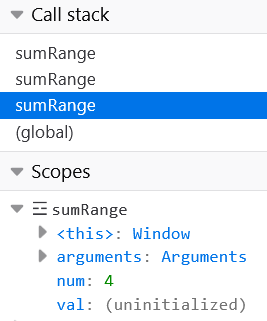 Call stack
sumRange
sumRange
sumRange
(global)
Scopes
sumRange
<this>: Window
arguments: Arguments
num: 4
val: (uninitialized)